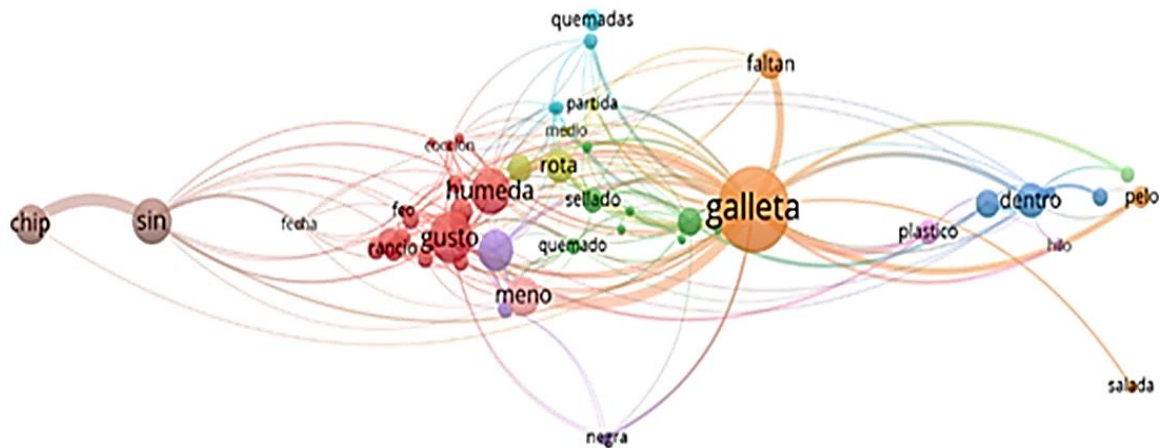 quemadas
faltan
partida
medio
coccion
rota
humeda
sellado
galleta
pelo
dentro
chip
sin
fecha
feo
gusto
rancio
quemado
plastico
hilo
meno
salada
negra